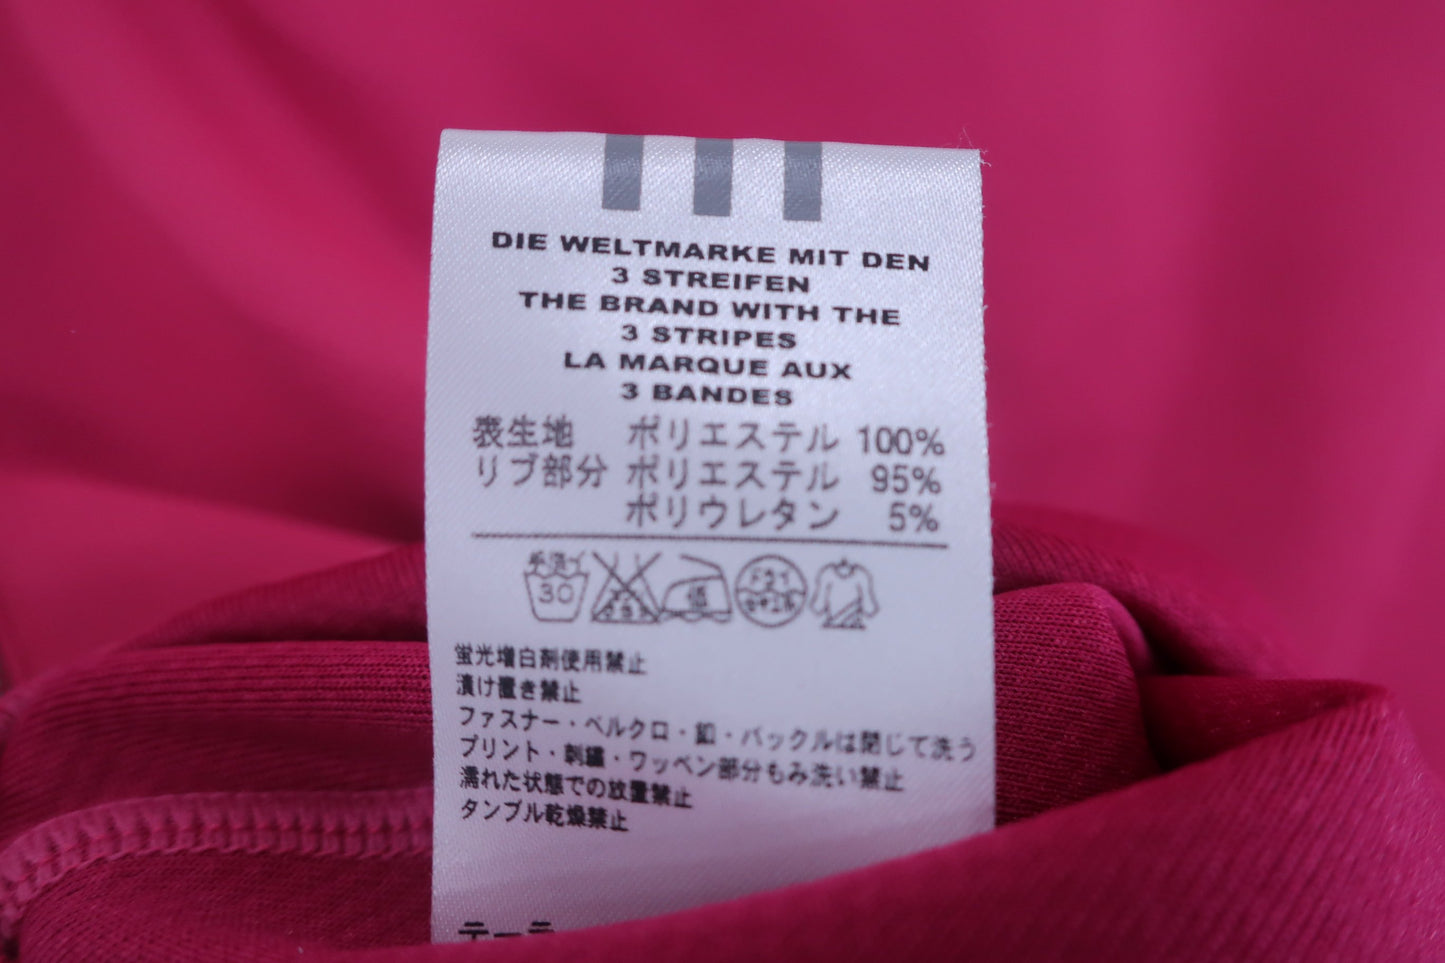 DIE WELTMARKE MIT DEN
3 STREIFEN
THE BRAND WITH THE
3 STRIPES
LA MARQUE AUX
3 BANDES
表生地 ポリエステル 100%
リブ部分 ポリエステル 95%
ポリウレタン 5%
手洗イ
30
低
蛍光増白剤使用禁止
漬け置き禁止
ファスナー・ベルクロ・釦・バックルは閉じて洗う
プリント・刺繍・ワッペン部分もみ洗い禁止
濡れた状態での放置禁止
タンブル乾燥禁止